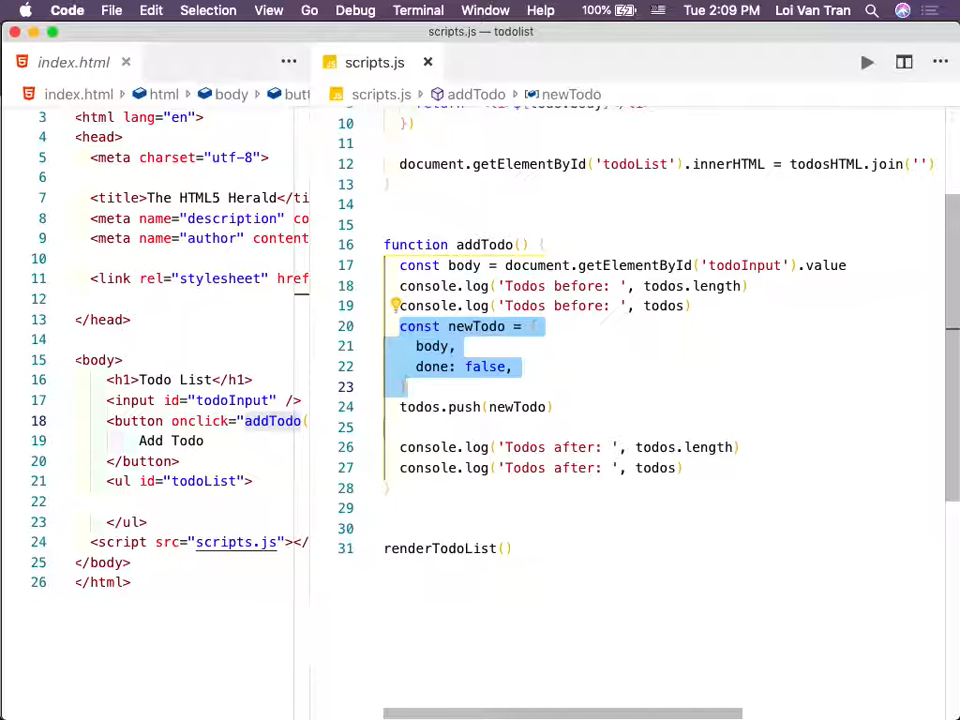 Code File Edit Selection View Go Debug Terminal Window Help 100% Tue 2:09 PM Loi Van Tran
scripts.js — todolist
index.html
scripts.js
index.html html body butt
scripts.js addTodo newTodo
3 <html lang="en">
4 <head>
5 <meta charset="utf-8">
6
7 <title>The HTML5 Herald</ti
8 <meta name="description" co
9 <meta name="author" content
10
11 <link rel="stylesheet" href
12
13 </head>
14
15 <body>
16 <h1>Todo List</h1>
17 <input id="todoInput" />
18 <button onclick="addTodo(
19 Add Todo
20 </button>
21 <ul id="todoList">
22
23 </ul>
24 <script src="scripts.js"></
25 </body>
26 </html>
10 })
11
12 document.getElementById('todoList').innerHTML = todosHTML.join('')
13 }
14
15
16 function addTodo() {
17 const body = document.getElementById('todoInput').value
18 console.log('Todos before: ', todos.length)
19 console.log('Todos before: ', todos)
20 const newTodo = {
21 body,
22 done: false,
23 }
24 todos.push(newTodo)
25
26 console.log('Todos after: ', todos.length)
27 console.log('Todos after: ', todos)
28 }
29
30
31 renderTodoList()